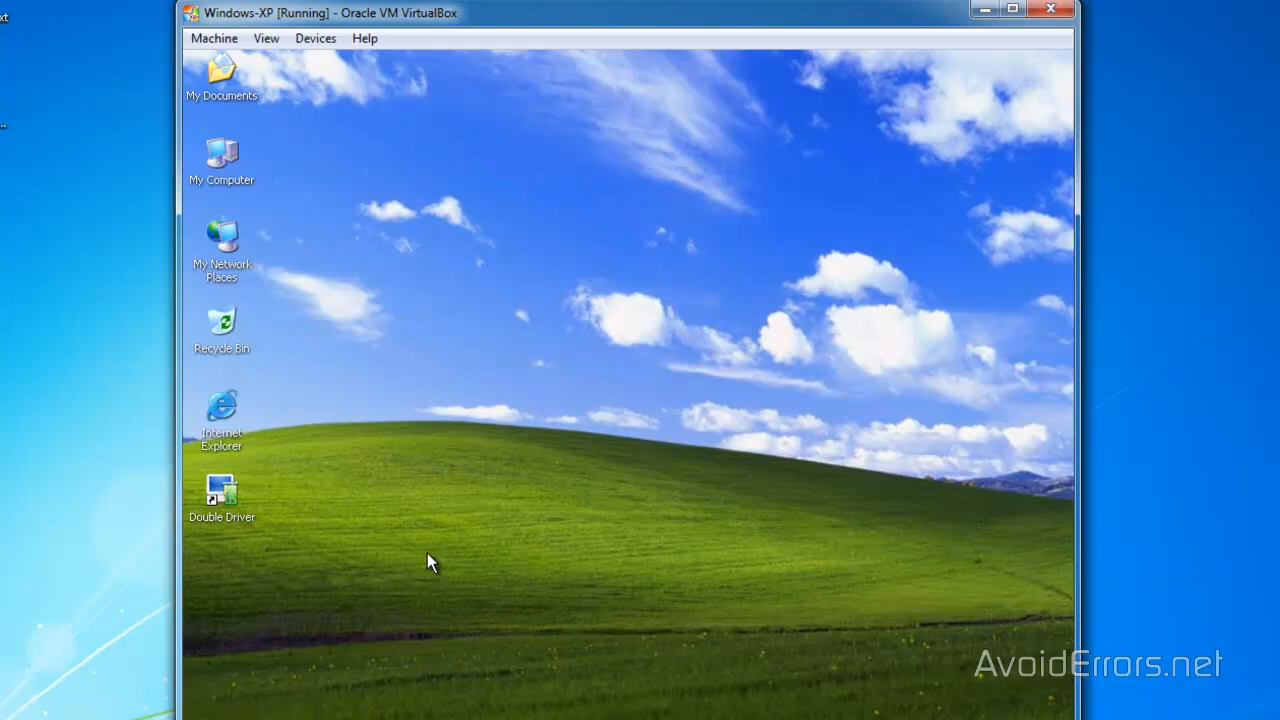 Windows-XP [Running] - Oracle VM VirtualBox
Machine View Devices Help
xt
..
My Documents
My Computer
My Network
Places
Recycle Bin
Internet
Explorer
Double Driver
AvoidErrors.net